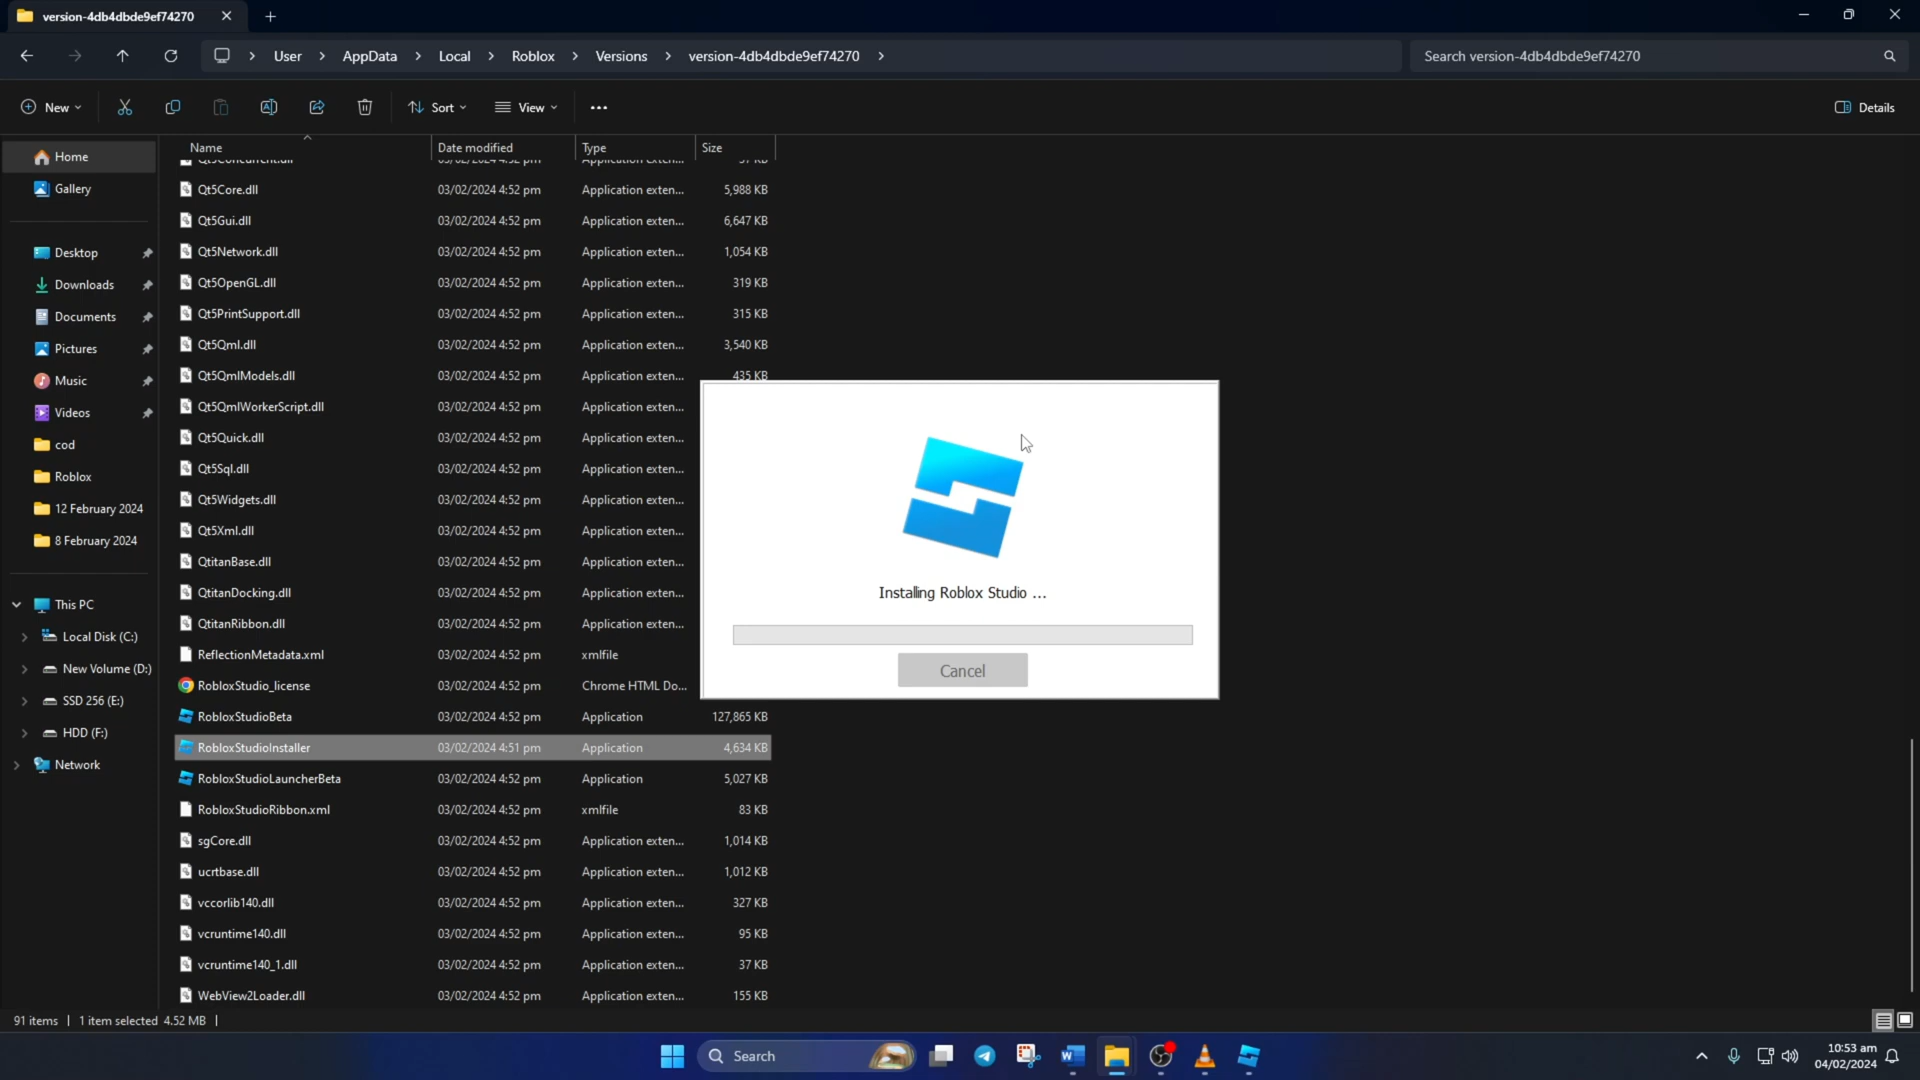 version-4db4dbde9ef74270
User > AppData > Local > Roblox > Versions > version-4db4dbde9ef74270 >
Search version-4db4dbde9ef74270
New
Sort
View
Details
Name Date modified Type Size
Home
Gallery
Desktop
Downloads
Documents
Pictures
Music
Videos
cod
Roblox
12 February 2024
8 February 2024
This PC
Local Disk (C:)
New Volume (D:)
SSD 256 (E:)
HDD (F:)
Network
Qt5Core.dll 03/02/2024 4:52 pm Application exten... 5,988 KB
Qt5Gui.dll 03/02/2024 4:52 pm Application exten... 6,647 KB
Qt5Network.dll 03/02/2024 4:52 pm Application exten... 1,054 KB
Qt5OpenGL.dll 03/02/2024 4:52 pm Application exten... 319 KB
Qt5PrintSupport.dll 03/02/2024 4:52 pm Application exten... 315 KB
Qt5Qml.dll 03/02/2024 4:52 pm Application exten... 3,540 KB
Qt5QmlModels.dll 03/02/2024 4:52 pm Application exten... 435 KB
Qt5QmlWorkerScript.dll 03/02/2024 4:52 pm Application exten...
Qt5Quick.dll 03/02/2024 4:52 pm Application exten...
Qt5Sql.dll 03/02/2024 4:52 pm Application exten...
Qt5Widgets.dll 03/02/2024 4:52 pm Application exten...
Qt5Xml.dll 03/02/2024 4:52 pm Application exten...
QtitanBase.dll 03/02/2024 4:52 pm Application exten...
QtitanDocking.dll 03/02/2024 4:52 pm Application exten...
QtitanRibbon.dll 03/02/2024 4:52 pm Application exten...
ReflectionMetadata.xml 03/02/2024 4:52 pm xmlfile
RobloxStudio_license 03/02/2024 4:52 pm Chrome HTML Do...
RobloxStudioBeta 03/02/2024 4:52 pm Application 127,865 KB
RobloxStudioInstaller 03/02/2024 4:51 pm Application 4,634 KB
RobloxStudioLauncherBeta 03/02/2024 4:52 pm Application 5,027 KB
RobloxStudioRibbon.xml 03/02/2024 4:52 pm xmlfile 83 KB
sgCore.dll 03/02/2024 4:52 pm Application exten... 1,014 KB
ucrtbase.dll 03/02/2024 4:52 pm Application exten... 1,012 KB
vccorlib140.dll 03/02/2024 4:52 pm Application exten... 327 KB
vcruntime140.dll 03/02/2024 4:52 pm Application exten... 95 KB
vcruntime140_1.dll 03/02/2024 4:52 pm Application exten... 37 KB
WebView2Loader.dll 03/02/2024 4:52 pm Application exten... 155 KB
Installing Roblox Studio ...
Cancel
91 items | 1 item selected 4.52 MB |
Search
10:53 am
04/02/2024